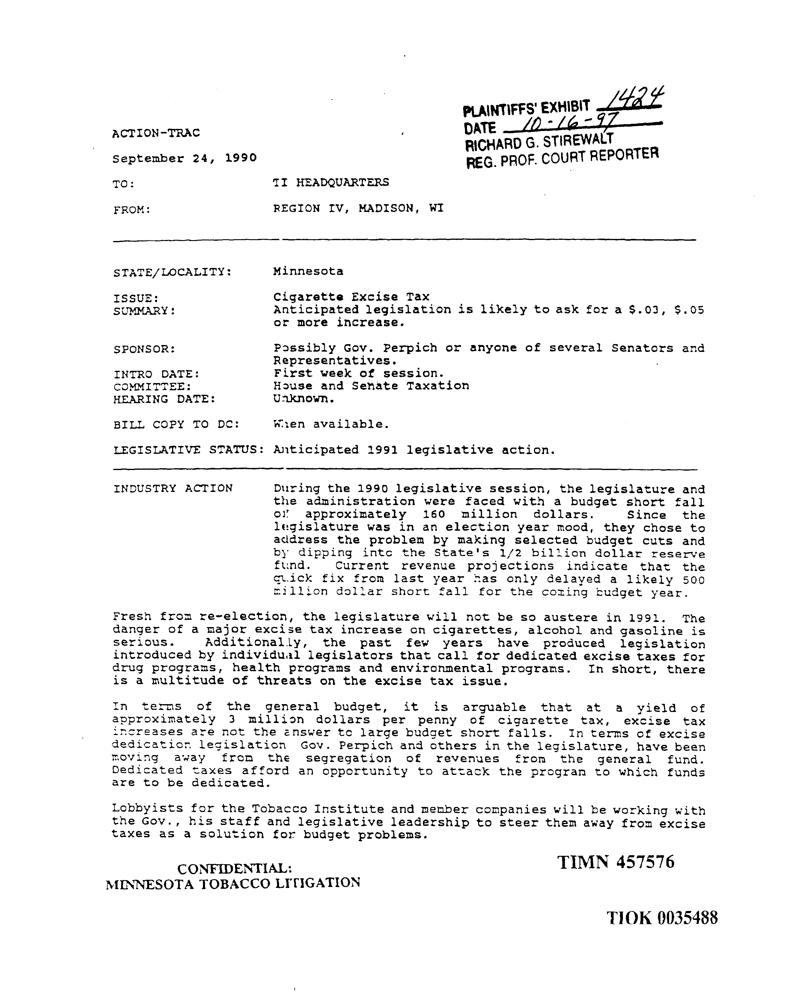 PLAINTIFFS' EXHIBIT 1424
DATE 10-16-97
RICHARD G. STIREWALT
REG. PROF. COURT REPORTER
ACTION-TRAC
September 24, 1990
TO: TI HEADQUARTERS
FROM: REGION IV, MADISON, WI
STATE/LOCALITY: Minnesota
ISSUE: Cigarette Excise Tax
SUMMARY: Anticipated legislation is likely to ask for a $.03, $.05
or more increase.
SPONSOR: Possibly Gov. Perpich or anyone of several Senators and
Representatives.
INTRO DATE: First week of session.
COMMITTEE: House and Senate Taxation
HEARING DATE: Unknown.
BILL COPY TO DC: When available.
LEGISLATIVE STATUS: Anticipated 1991 legislative action.
INDUSTRY ACTION During the 1990 legislative session, the legislature and
the administration were faced with a budget short fall
of approximately 160 million dollars. Since the
legislature was in an election year mood, they chose to
address the problem by making selected budget cuts and
by dipping into the State's 1/2 billion dollar reserve
fund. Current revenue projections indicate that the
quick fix from last year has only delayed a likely 500
million dollar short fall for the coming budget year.
Fresh from re-election, the legislature will not be so austere in 1991. The
danger of a major excise tax increase on cigarettes, alcohol and gasoline is
serious. Additionally, the past few years have produced legislation
introduced by individual legislators that call for dedicated excise taxes for
drug programs, health programs and environmental programs. In short, there
is a multitude of threats on the excise tax issue.
In terms of the general budget, it is arguable that at a yield of
approximately 3 million dollars per penny of cigarette tax, excise tax
increases are not the answer to large budget short falls. In terms of excise
dedication legislation Gov. Perpich and others in the legislature, have been
moving away from the segregation of revenues from the general fund.
Dedicated taxes afford an opportunity to attack the program to which funds
are to be dedicated.
Lobbyists for the Tobacco Institute and member companies will be working with
the Gov., his staff and legislative leadership to steer them away from excise
taxes as a solution for budget problems.
CONFIDENTIAL:
MINNESOTA TOBACCO LITIGATION
TIMN 457576
TIOK 0035488